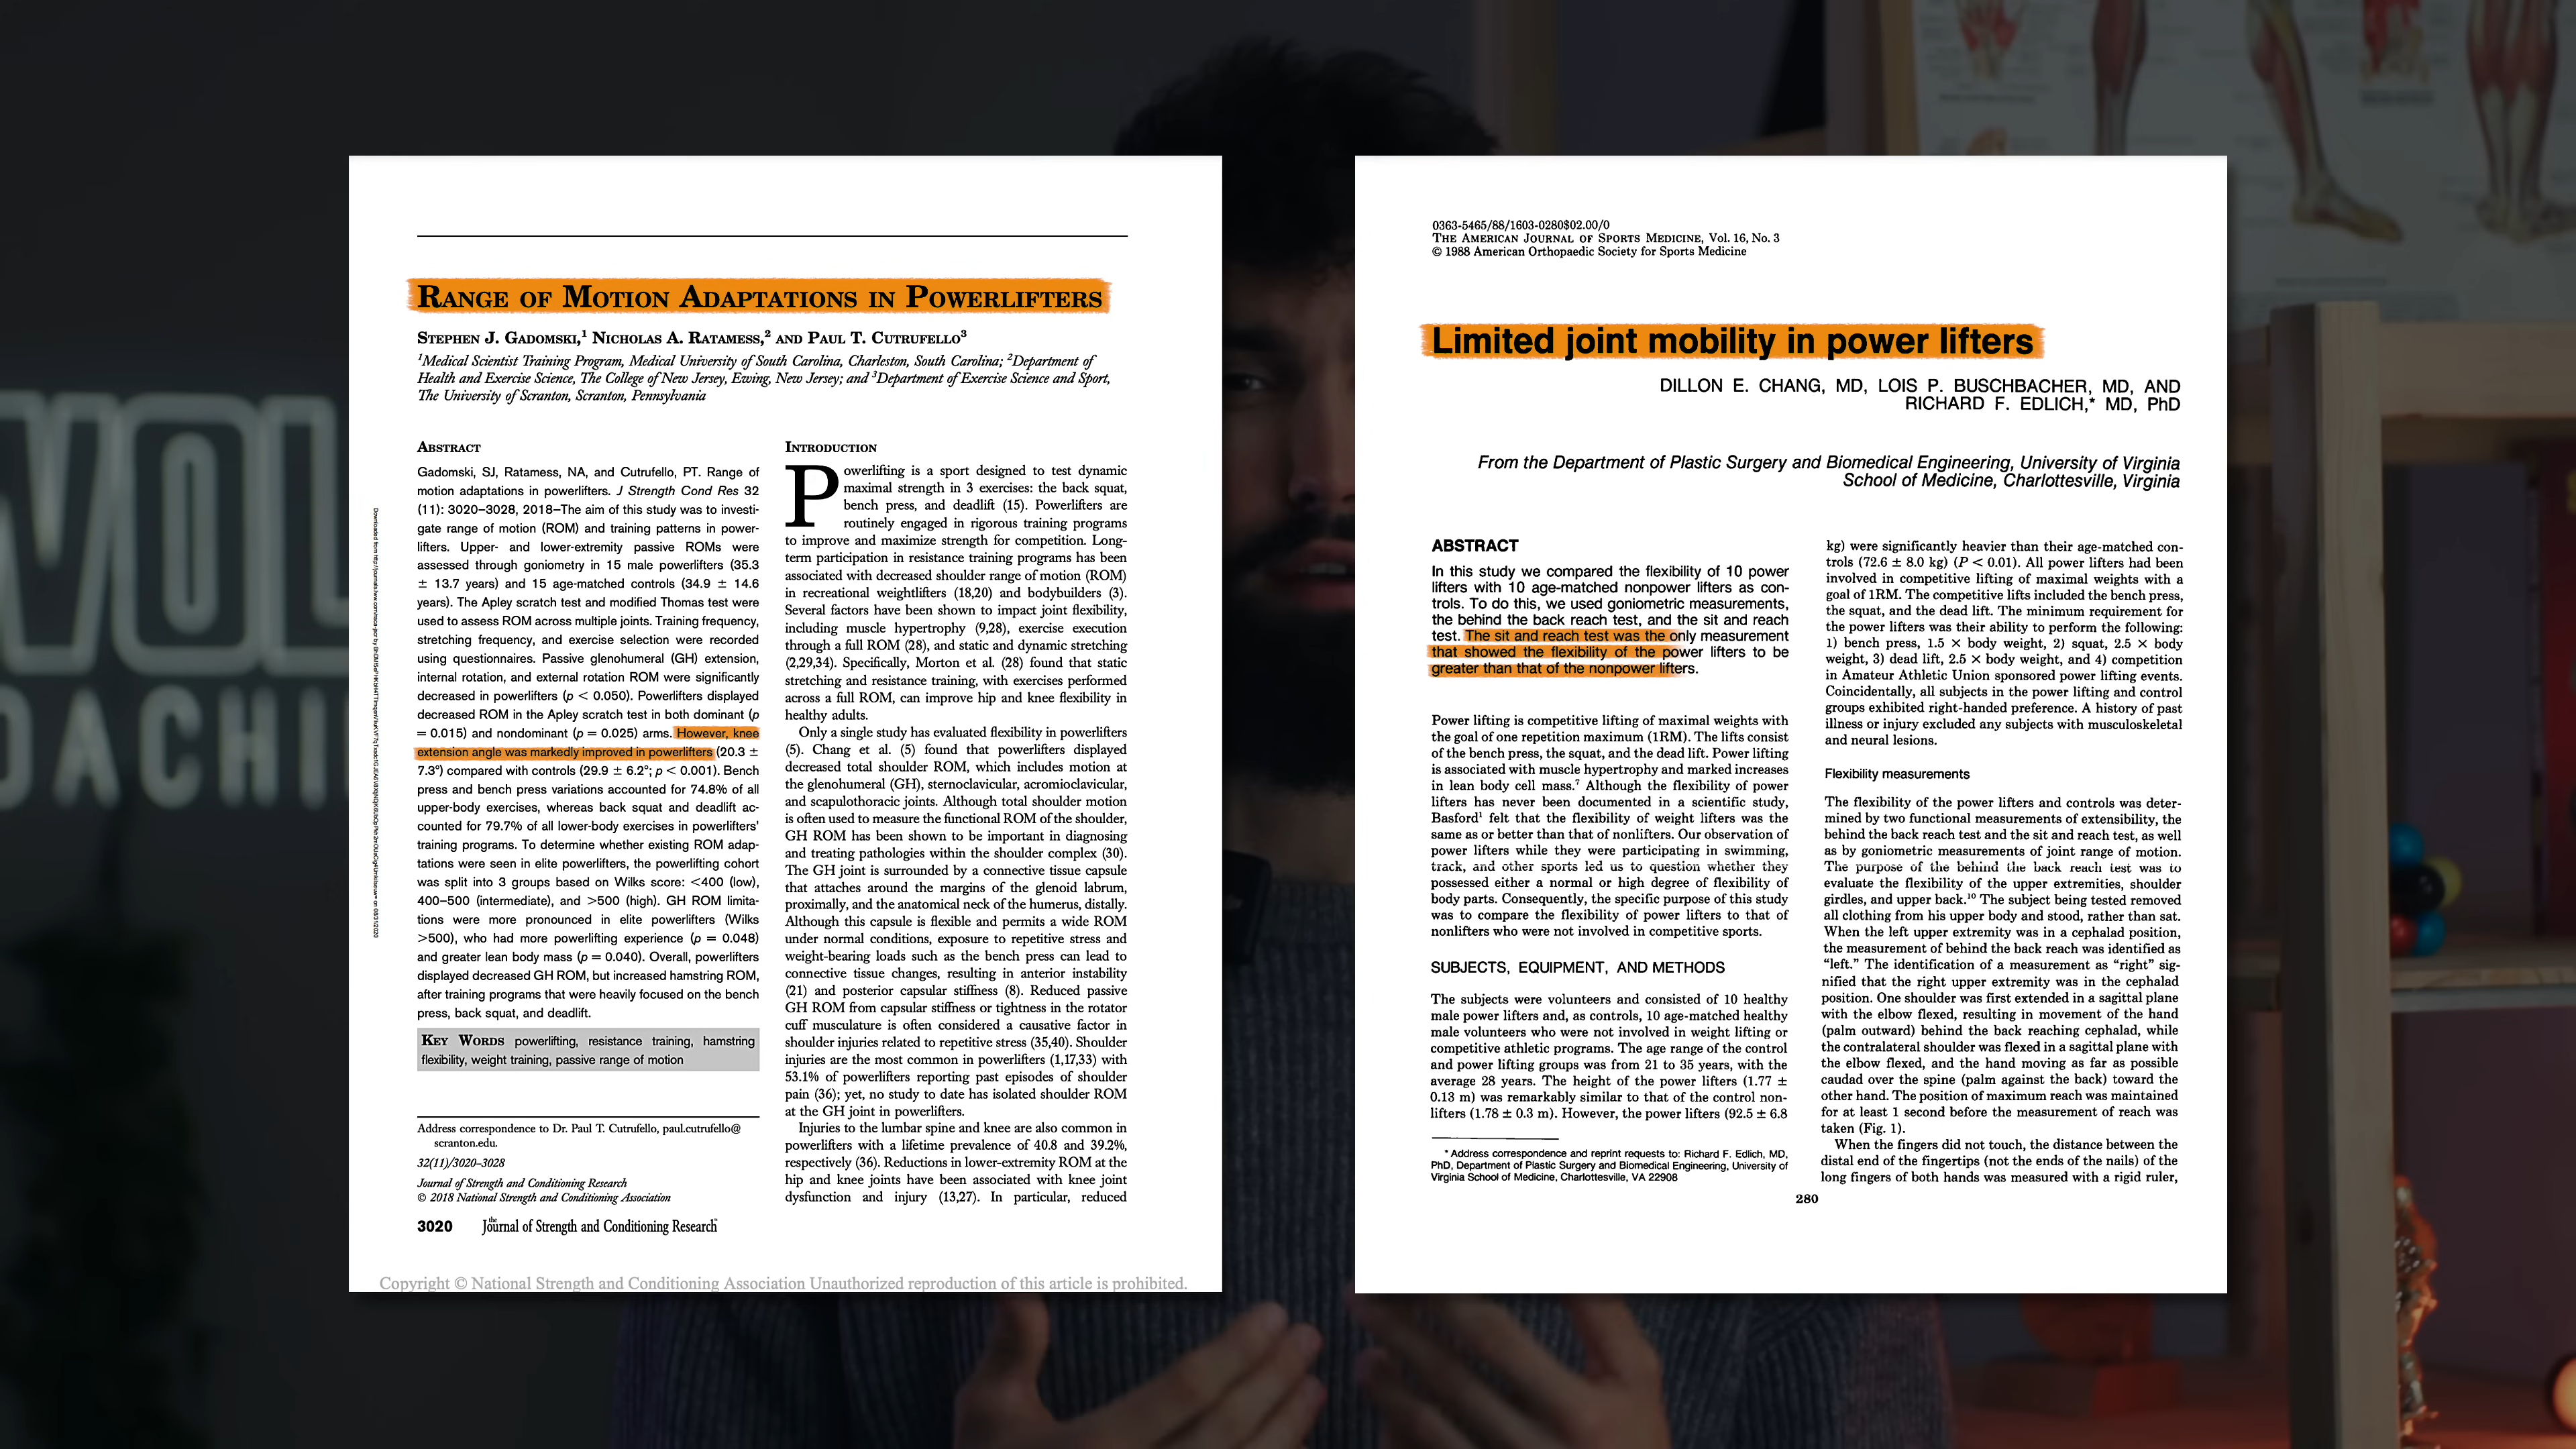 VOL
OACHI
RANGE OF MOTION ADAPTATIONS IN POWERLIFTERS
STEPHEN J. GADOMSKI,1 NICHOLAS A. RATAMESS,2 AND PAUL T. CUTRUFELLO3
1Medical Scientist Training Program, Medical University of South Carolina, Charleston, South Carolina; 2Department of
Health and Exercise Science, The College of New Jersey, Ewing, New Jersey; and 3Department of Exercise Science and Sport,
The University of Scranton, Scranton, Pennsylvania
ABSTRACT
Gadomski, SJ, Ratamess, NA, and Cutrufello, PT. Range of
motion adaptations in powerlifters. J Strength Cond Res 32
(11): 3020–3028, 2018–The aim of this study was to investi-
gate range of motion (ROM) and training patterns in power-
lifters. Upper- and lower-extremity passive ROMs were
assessed through goniometry in 15 male powerlifters (35.3
± 13.7 years) and 15 age-matched controls (34.9 ± 14.6
years). The Apley scratch test and modified Thomas test were
used to assess ROM across multiple joints. Training frequency,
stretching frequency, and exercise selection were recorded
using questionnaires. Passive glenohumeral (GH) extension,
internal rotation, and external rotation ROM were significantly
decreased in powerlifters (p < 0.050). Powerlifters displayed
decreased ROM in the Apley scratch test in both dominant (p
= 0.015) and nondominant (p = 0.025) arms. However, knee
extension angle was markedly improved in powerlifters (20.3 ±
7.3°) compared with controls (29.9 ± 6.2°; p < 0.001). Bench
press and bench press variations accounted for 74.8% of all
upper-body exercises, whereas back squat and deadlift ac-
counted for 79.7% of all lower-body exercises in powerlifters'
training programs. To determine whether existing ROM adap-
tations were seen in elite powerlifters, the powerlifting cohort
was split into 3 groups based on Wilks score: <400 (low),
400–500 (intermediate), and >500 (high). GH ROM limita-
tions were more pronounced in elite powerlifters (Wilks
>500), who had more powerlifting experience (p = 0.048)
and greater lean body mass (p = 0.040). Overall, powerlifters
displayed decreased GH ROM, but increased hamstring ROM,
after training programs that were heavily focused on the bench
press, back squat, and deadlift.
KEY WORDS powerlifting, resistance training, hamstring
flexibility, weight training, passive range of motion
Address correspondence to Dr. Paul T. Cutrufello, paul.cutrufello@
scranton.edu.
32(11)/3020–3028
Journal of Strength and Conditioning Research
© 2018 National Strength and Conditioning Association
INTRODUCTION
Powerlifting is a sport designed to test dynamic
maximal strength in 3 exercises: the back squat,
bench press, and deadlift (15). Powerlifters are
routinely engaged in rigorous training programs
to improve and maximize strength for competition. Long-
term participation in resistance training programs has been
associated with decreased shoulder range of motion (ROM)
in recreational weightlifters (18,20) and bodybuilders (3).
Several factors have been shown to impact joint flexibility,
including muscle hypertrophy (9,28), exercise execution
through a full ROM (28), and static and dynamic stretching
(2,29,34). Specifically, Morton et al. (28) found that static
stretching and resistance training, with exercises performed
across a full ROM, can improve hip and knee flexibility in
healthy adults.
Only a single study has evaluated flexibility in powerlifters
(5). Chang et al. (5) found that powerlifters displayed
decreased total shoulder ROM, which includes motion at
the glenohumeral (GH), sternoclavicular, acromioclavicular,
and scapulothoracic joints. Although total shoulder motion
is often used to measure the functional ROM of the shoulder,
GH ROM has been shown to be important in diagnosing
and treating pathologies within the shoulder complex (30).
The GH joint is surrounded by a connective tissue capsule
that attaches around the margins of the glenoid labrum,
proximally, and the anatomical neck of the humerus, distally.
Although this capsule is flexible and permits a wide ROM
under normal conditions, exposure to repetitive stress and
weight-bearing loads such as the bench press can lead to
connective tissue changes, resulting in anterior instability
(21) and posterior capsular stiffness (8). Reduced passive
GH ROM from capsular stiffness or tightness in the rotator
cuff musculature is often considered a causative factor in
shoulder injuries related to repetitive stress (35,40). Shoulder
injuries are the most common in powerlifters (1,17,33) with
53.1% of powerlifters reporting past episodes of shoulder
pain (36); yet, no study to date has isolated shoulder ROM
at the GH joint in powerlifters.
Injuries to the lumbar spine and knee are also common in
powerlifters with a lifetime prevalence of 40.8 and 39.2%,
respectively (36). Reductions in lower-extremity ROM at the
hip and knee joints have been associated with knee joint
dysfunction and injury (13,27). In particular, reduced
3020 the Journal of Strength and Conditioning Research
Copyright © National Strength and Conditioning Association Unauthorized reproduction of this article is prohibited.
0363-5465/88/1603-0280$02.00/0
THE AMERICAN JOURNAL OF SPORTS MEDICINE, Vol. 16, No. 3
© 1988 American Orthopaedic Society for Sports Medicine
Limited joint mobility in power lifters
DILLON E. CHANG, MD, LOIS P. BUSCHBACHER, MD, AND
RICHARD F. EDLICH,* MD, PhD
From the Department of Plastic Surgery and Biomedical Engineering, University of Virginia
School of Medicine, Charlottesville, Virginia
ABSTRACT
In this study we compared the flexibility of 10 power
lifters with 10 age-matched nonpower lifters as con-
trols. To do this, we used goniometric measurements,
the behind the back reach test, and the sit and reach
test. The sit and reach test was the only measurement
that showed the flexibility of the power lifters to be
greater than that of the nonpower lifters.
Power lifting is competitive lifting of maximal weights with
the goal of one repetition maximum (1RM). The lifts consist
of the bench press, the squat, and the dead lift. Power lifting
is associated with muscle hypertrophy and marked increases
in lean body cell mass.7 Although the flexibility of power
lifters has never been documented in a scientific study,
Basford1 felt that the flexibility of weight lifters was the
same as or better than that of nonlifters. Our observation of
power lifters while they were participating in swimming,
track, and other sports led us to question whether they
possessed either a normal or high degree of flexibility of
body parts. Consequently, the specific purpose of this study
was to compare the flexibility of power lifters to that of
nonlifters who were not involved in competitive sports.
SUBJECTS, EQUIPMENT, AND METHODS
The subjects were volunteers and consisted of 10 healthy
male power lifters and, as controls, 10 age-matched healthy
male volunteers who were not involved in weight lifting or
competitive athletic programs. The age range of the control
and power lifting groups was from 21 to 35 years, with the
average 28 years. The height of the power lifters (1.77 ±
0.13 m) was remarkably similar to that of the control non-
lifters (1.78 ± 0.3 m). However, the power lifters (92.5 ± 6.8
* Address correspondence and reprint requests to: Richard F. Edlich, MD,
PhD, Department of Plastic Surgery and Biomedical Engineering, University of
Virginia School of Medicine, Charlottesville, VA 22908
kg) were significantly heavier than their age-matched con-
trols (72.6 ± 8.0 kg) (P < 0.01). All power lifters had been
involved in competitive lifting of maximal weights with a
goal of 1RM. The competitive lifts included the bench press,
the squat, and the dead lift. The minimum requirement for
the power lifters was their ability to perform the following:
1) bench press, 1.5 × body weight, 2) squat, 2.5 × body
weight, 3) dead lift, 2.5 × body weight, and 4) competition
in Amateur Athletic Union sponsored power lifting events.
Coincidentally, all subjects in the power lifting and control
groups exhibited right-handed preference. A history of past
illness or injury excluded any subjects with musculoskeletal
and neural lesions.
Flexibility measurements
The flexibility of the power lifters and controls was deter-
mined by two functional measurements of extensibility, the
behind the back reach test and the sit and reach test, as well
as by goniometric measurements of joint range of motion.
The purpose of the behind the back reach test was to
evaluate the flexibility of the upper extremities, shoulder
girdles, and upper back.10 The subject being tested removed
all clothing from his upper body and stood, rather than sat.
When the left upper extremity was in a cephalad position,
the measurement of behind the back reach was identified as
“left.” The identification of a measurement as “right” sig-
nified that the right upper extremity was in the cephalad
position. One shoulder was first extended in a sagittal plane
with the elbow flexed, resulting in movement of the hand
(palm outward) behind the back reaching cephalad, while
the contralateral shoulder was flexed in a sagittal plane with
the elbow flexed, and the hand moving as far as possible
caudad over the spine (palm against the back) toward the
other hand. The position of maximum reach was maintained
for at least 1 second before the measurement of reach was
taken (Fig. 1).
When the fingers did not touch, the distance between the
distal end of the fingertips (not the ends of the nails) of the
long fingers of both hands was measured with a rigid ruler,
280